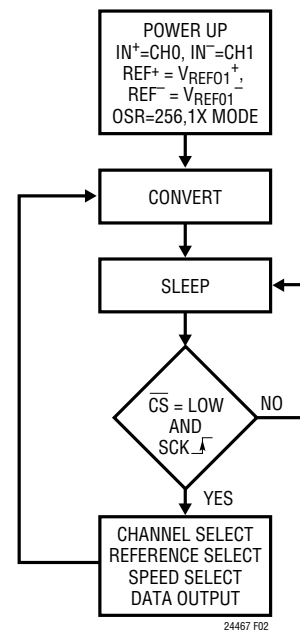 POWER UP
IN⁺=CH0, IN⁻=CH1
REF+ = VREF01⁺,
REF⁻ = VREF01⁻
OSR=256,1X MODE
CONVERT
SLEEP
CS = LOW
AND
SCK
NO
YES
CHANNEL SELECT
REFERENCE SELECT
SPEED SELECT
DATA OUTPUT
24467 F02